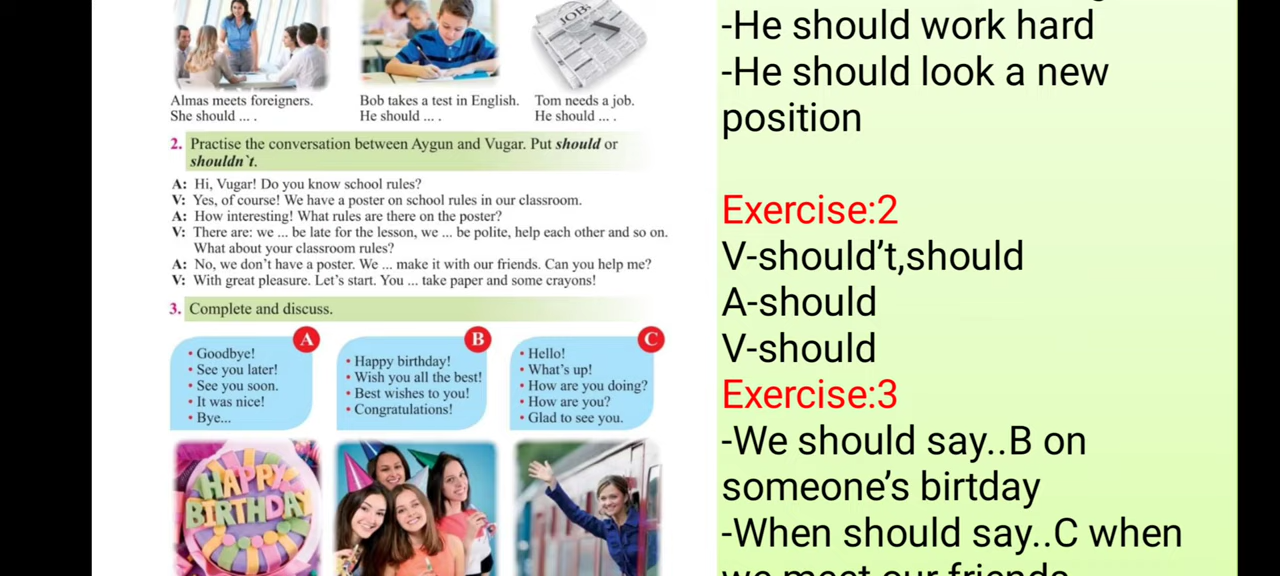 JOBS
Almas meets foreigners.
She should ... .
Bob takes a test in English.
He should ... .
Tom needs a job.
He should ... .
2. Practise the conversation between Aygun and Vugar. Put should or
shouldn`t.
A: Hi, Vugar! Do you know school rules?
V: Yes, of course! We have a poster on school rules in our classroom.
A: How interesting! What rules are there on the poster?
V: There are: we ... be late for the lesson, we ... be polite, help each other and so on.
What about your classroom rules?
A: No, we don't have a poster. We ... make it with our friends. Can you help me?
V: With great pleasure. Let's start. You ... take paper and some crayons!
3. Complete and discuss.
A
• Goodbye!
• See you later!
• See you soon.
• It was nice!
• Bye...
B
• Happy birthday!
• Wish you all the best!
• Best wishes to you!
• Congratulations!
C
• Hello!
• What's up!
• How are you doing?
• How are you?
• Glad to see you.
HAPPY
BIRTHDAY
-He should work hard
-He should look a new
position
Exercise:2
V-should't,should
A-should
V-should
Exercise:3
-We should say..B on
someone's birtday
-When should say..C when
we meet our friends